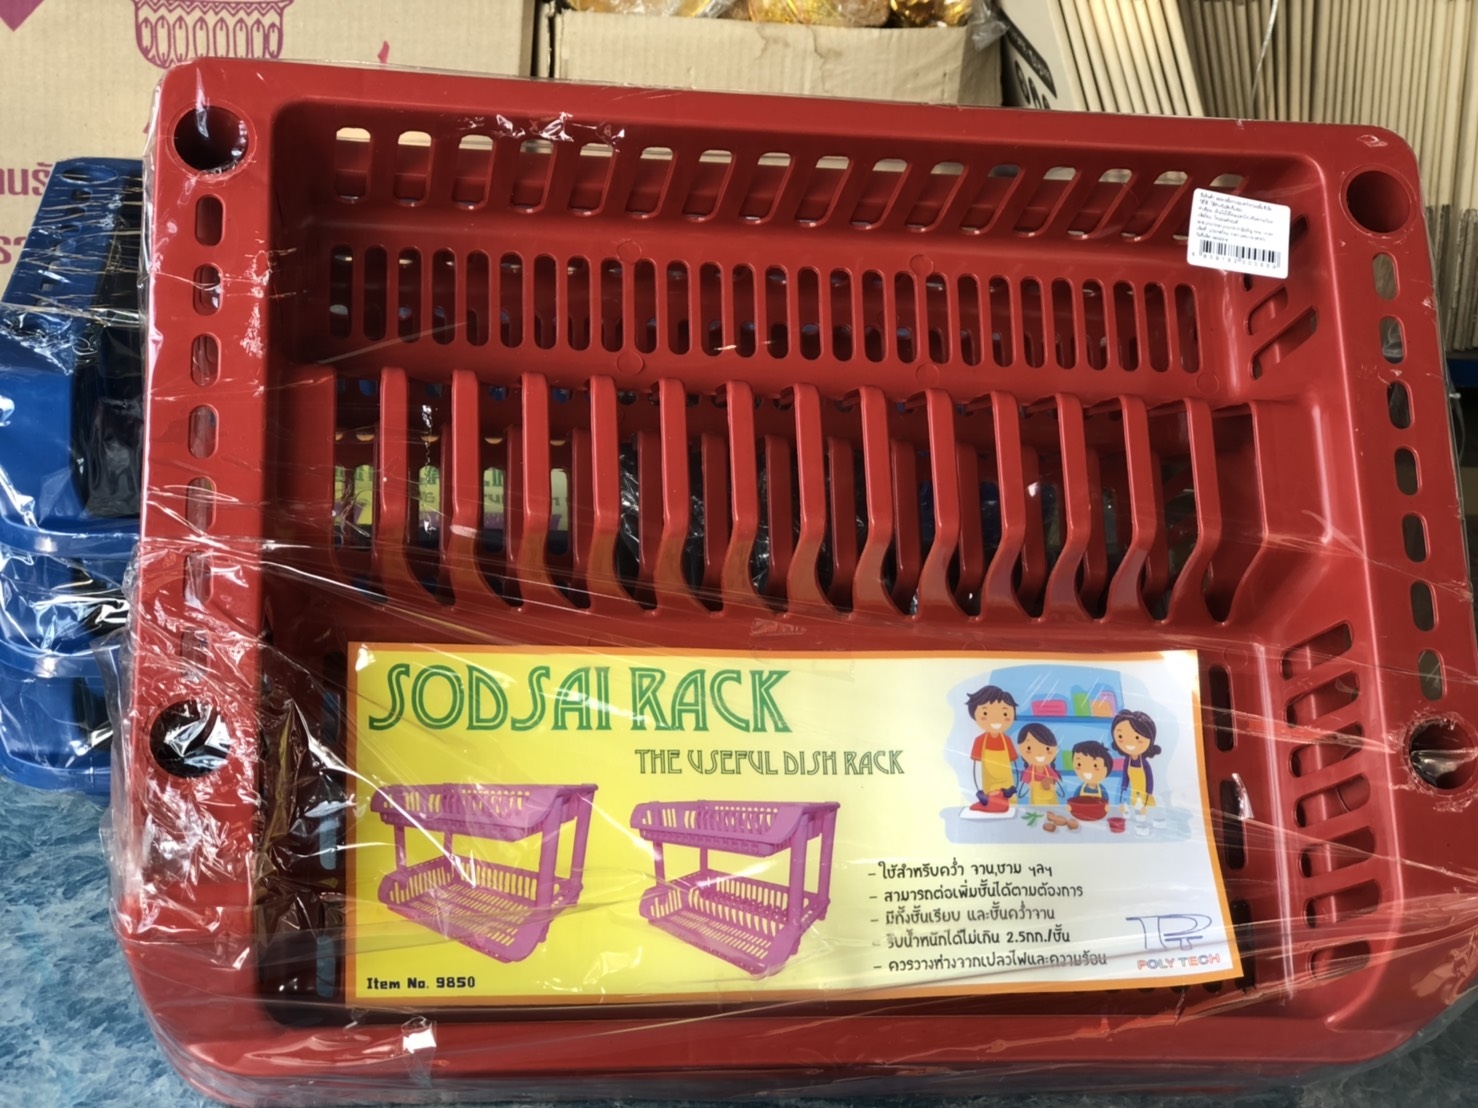 SODSAI RACK
THE USEFUL DISH RACK
- ใช้สำหรับคว่ำ จาน,ชาม ฯลฯ
- สามารถต่อเพิ่มชั้นได้ตามต้องการ
- มีทั้งชั้นเรียบ และชั้นคว่ำจาน
- รับน้ำหนักได้ไม่เกิน 2.5กก./ชั้น
- ควรวางห่างจากเปลวไฟและความร้อน
POLY TECH
Item No. 9850